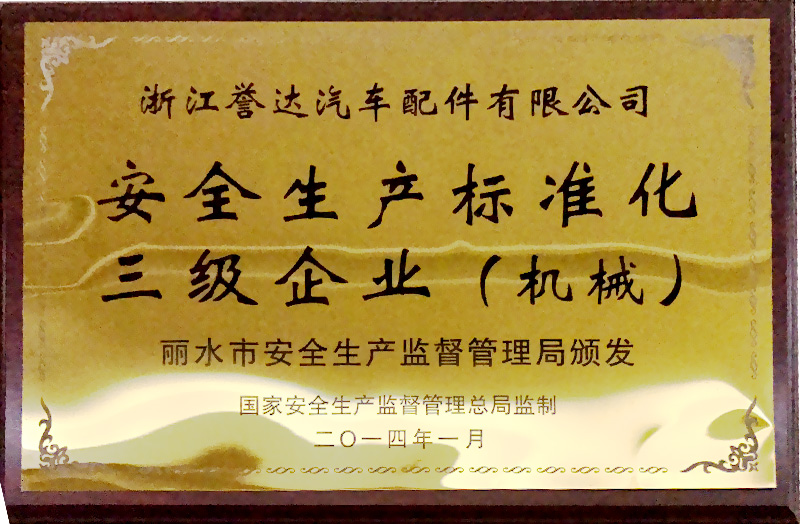 浙江誉达汽车配件有限公司
安全生产标准化
三级企业（机械）
丽水市安全生产监督管理局颁发
国家安全生产监督管理总局监制
二〇一四年一月